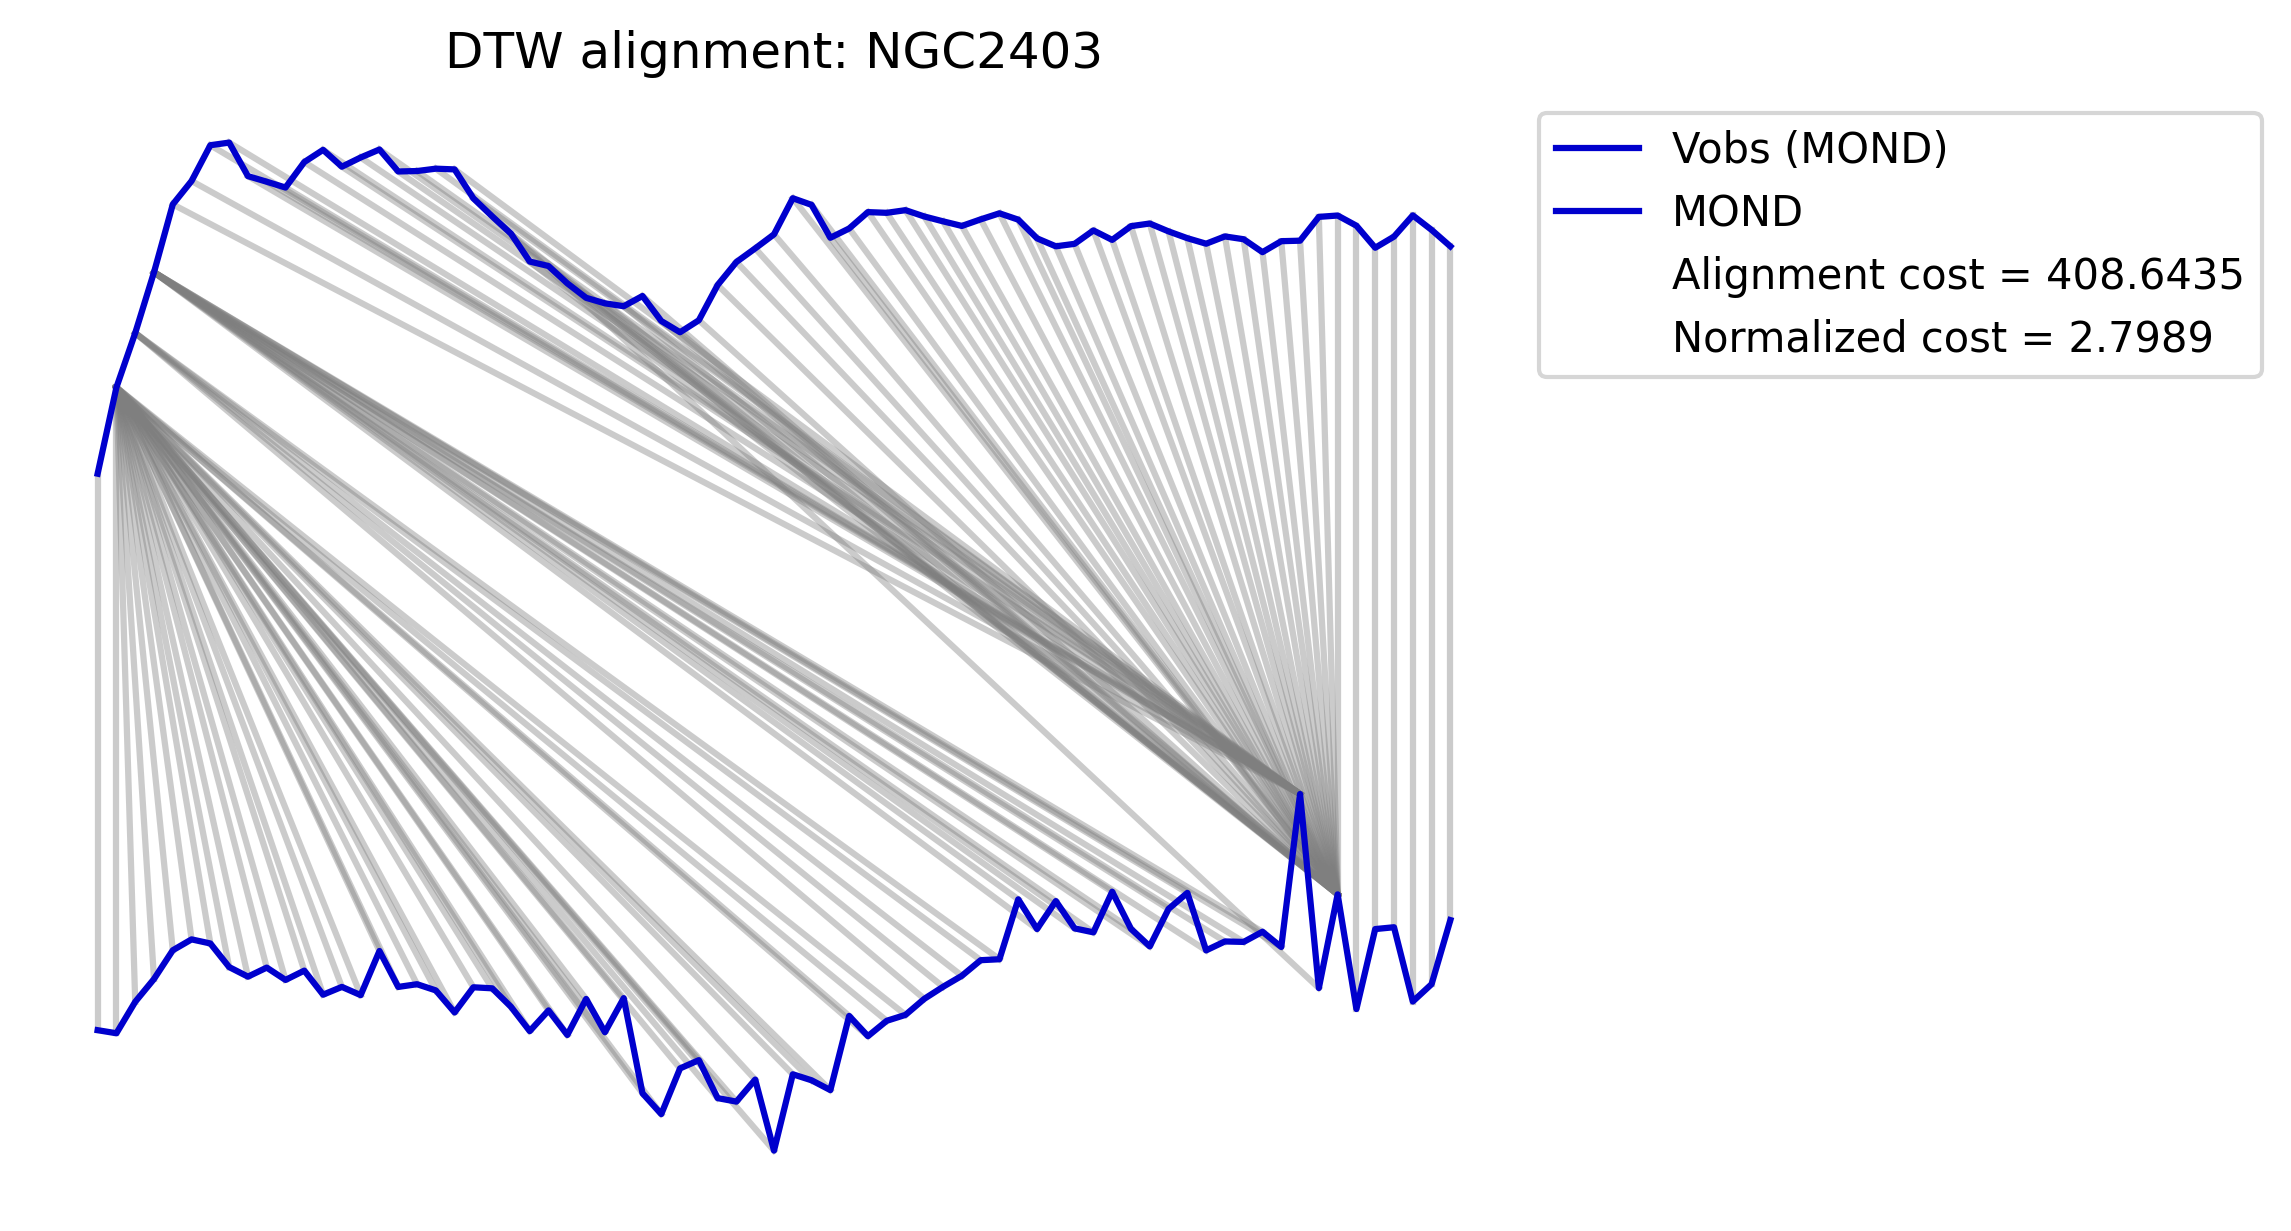 DTW alignment: NGC2403
Vobs (MOND)
MOND
Alignment cost = 408.6435
Normalized cost = 2.7989